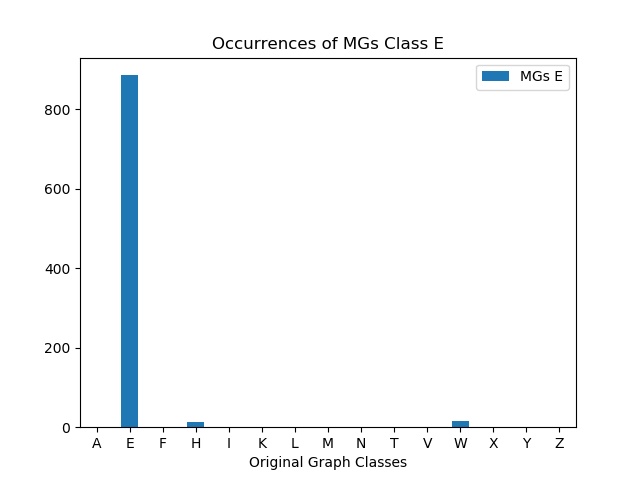 Occurrences of MGs Class E
MGs E
800
600
400
200
0
A E F H I K L M N T V W X Y Z
Original Graph Classes